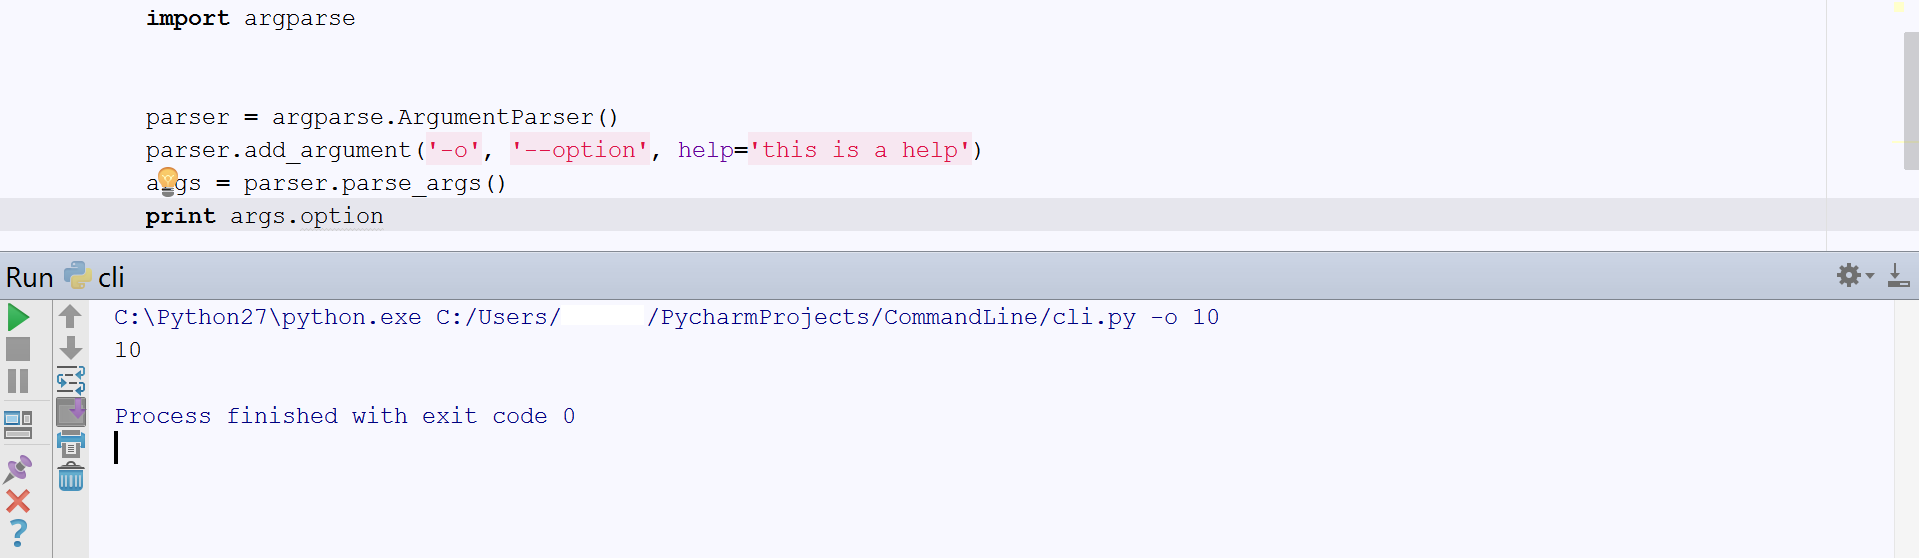 import argparse
parser = argparse.ArgumentParser()
parser.add_argument('-o', '--option', help='this is a help')
args = parser.parse_args()
print args.option
Run cli
C:\Python27\python.exe C:/Users/ /PycharmProjects/CommandLine/cli.py -o 10
10
Process finished with exit code 0